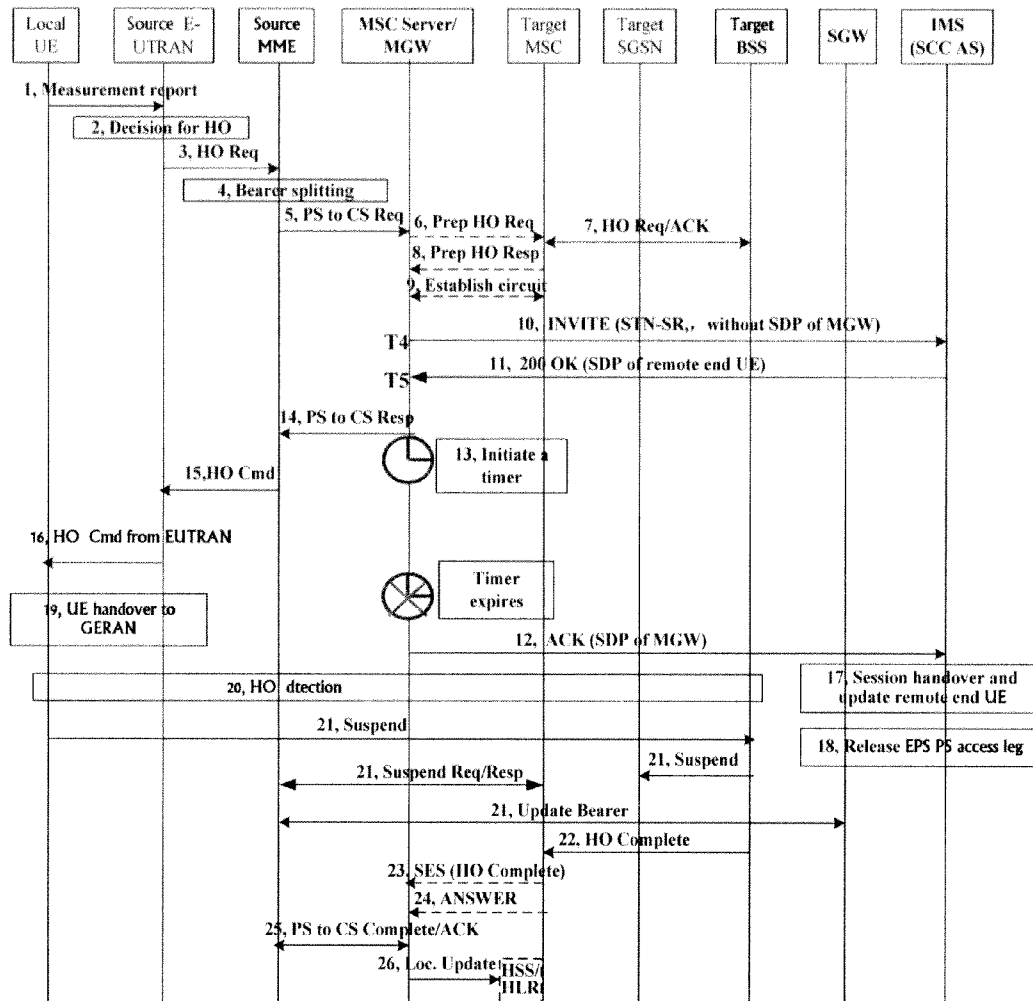 Local UE
Source E-UTRAN
Source MME
MSC Server/ MGW
Target MSC
Target SGSN
Target BSS
SGW
IMS (SCC AS)
1, Measurement report
2, Decision for HO
3, HO Req
4, Bearer splitting
5, PS to CS Req
6, Prep HO Req
7, HO Req/ACK
8, Prep HO Resp
9, Establish circuit
10, INVITE (STN-SR,, without SDP of MGW)
T4
11, 200 OK (SDP of remote end UE)
T5
14, PS to CS Resp
13, Initiate a timer
15,HO Cmd
16, HO Cmd from EUTRAN
Timer expires
19, UE handover to GERAN
12, ACK (SDP of MGW)
17, Session handover and update remote end UE
20, HO dtection
21, Suspend
18, Release EPS PS access leg
21, Suspend Req/Resp
21, Suspend
21, Update Bearer
22, HO Complete
23, SES (HO Complete)
24, ANSWER
25, PS to CS Complete/ACK
26, Loc. Update
HSS/ HLR